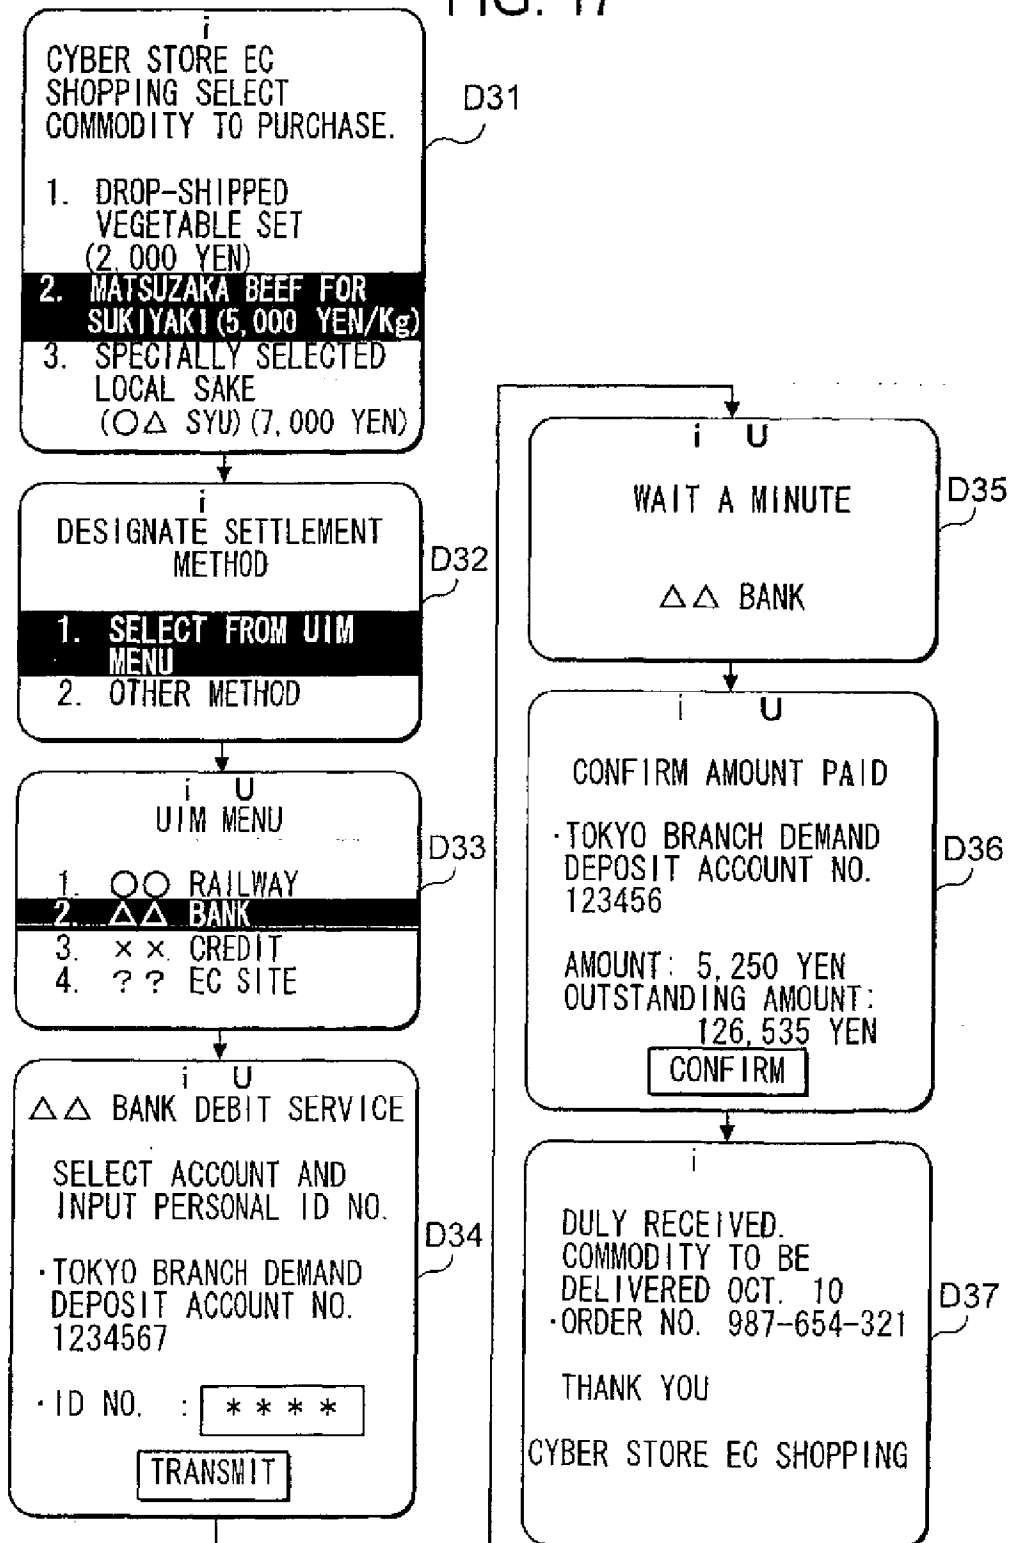 FIG. 17
i
CYBER STORE EC
SHOPPING SELECT
COMMODITY TO PURCHASE.
1. DROP-SHIPPED
VEGETABLE SET
(2,000 YEN)
2. MATSUZAKA BEEF FOR
SUKIYAKI(5,000 YEN/Kg)
3. SPECIALLY SELECTED
LOCAL SAKE
(○△ SYU)(7,000 YEN)
D31
i
DESIGNATE SETTLEMENT
METHOD
1. SELECT FROM UIM
MENU
2. OTHER METHOD
D32
i U
UIM MENU
1. ○○ RAILWAY
2. △△ BANK
3. ×× CREDIT
4. ?? EC SITE
D33
i U
△△ BANK DEBIT SERVICE
SELECT ACCOUNT AND
INPUT PERSONAL ID NO.
·TOKYO BRANCH DEMAND
DEPOSIT ACCOUNT NO.
1234567
·ID NO. : ****
TRANSMIT
D34
i U
WAIT A MINUTE
△△ BANK
D35
i U
CONFIRM AMOUNT PAID
·TOKYO BRANCH DEMAND
DEPOSIT ACCOUNT NO.
123456
AMOUNT: 5,250 YEN
OUTSTANDING AMOUNT:
126,535 YEN
CONFIRM
D36
i
DULY RECEIVED.
COMMODITY TO BE
DELIVERED OCT. 10
·ORDER NO. 987-654-321
THANK YOU
CYBER STORE EC SHOPPING
D37